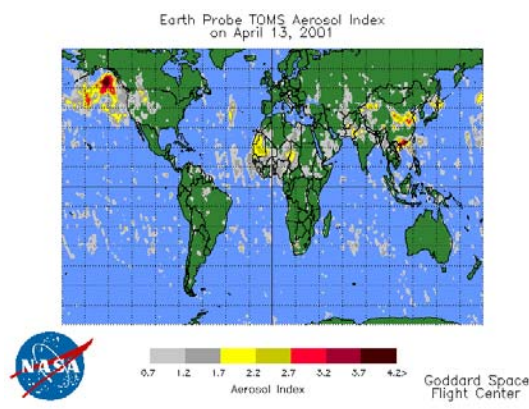 Earth Probe TOMS Aerosol Index
on April 13, 2001
NASA
0.7 1.2 1.7 2.2 2.7 3.2 3.7 4.2>
Aerosol Index
Goddard Space
Flight Center